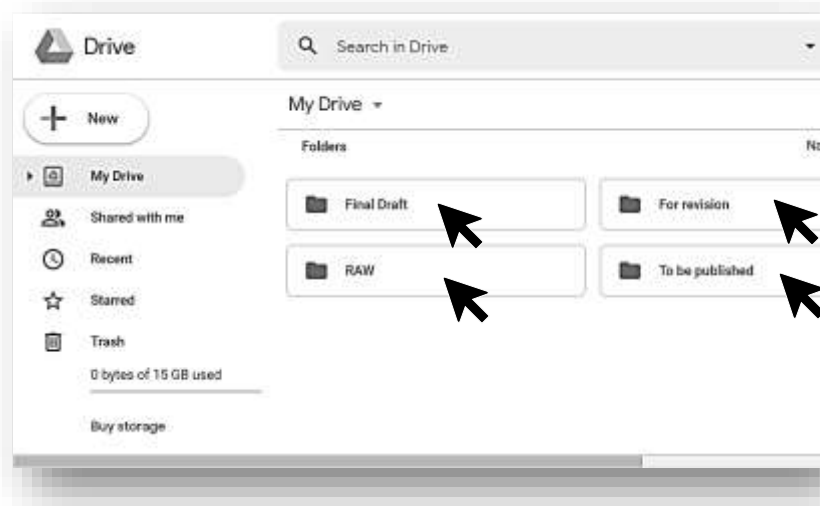 Drive
Search in Drive
New
My Drive
Folders
My Drive
Final Draft
For revision
Shared with me
Recent
RAW
To be published
Starred
Trash
0 bytes of 15 GB used
Buy storage